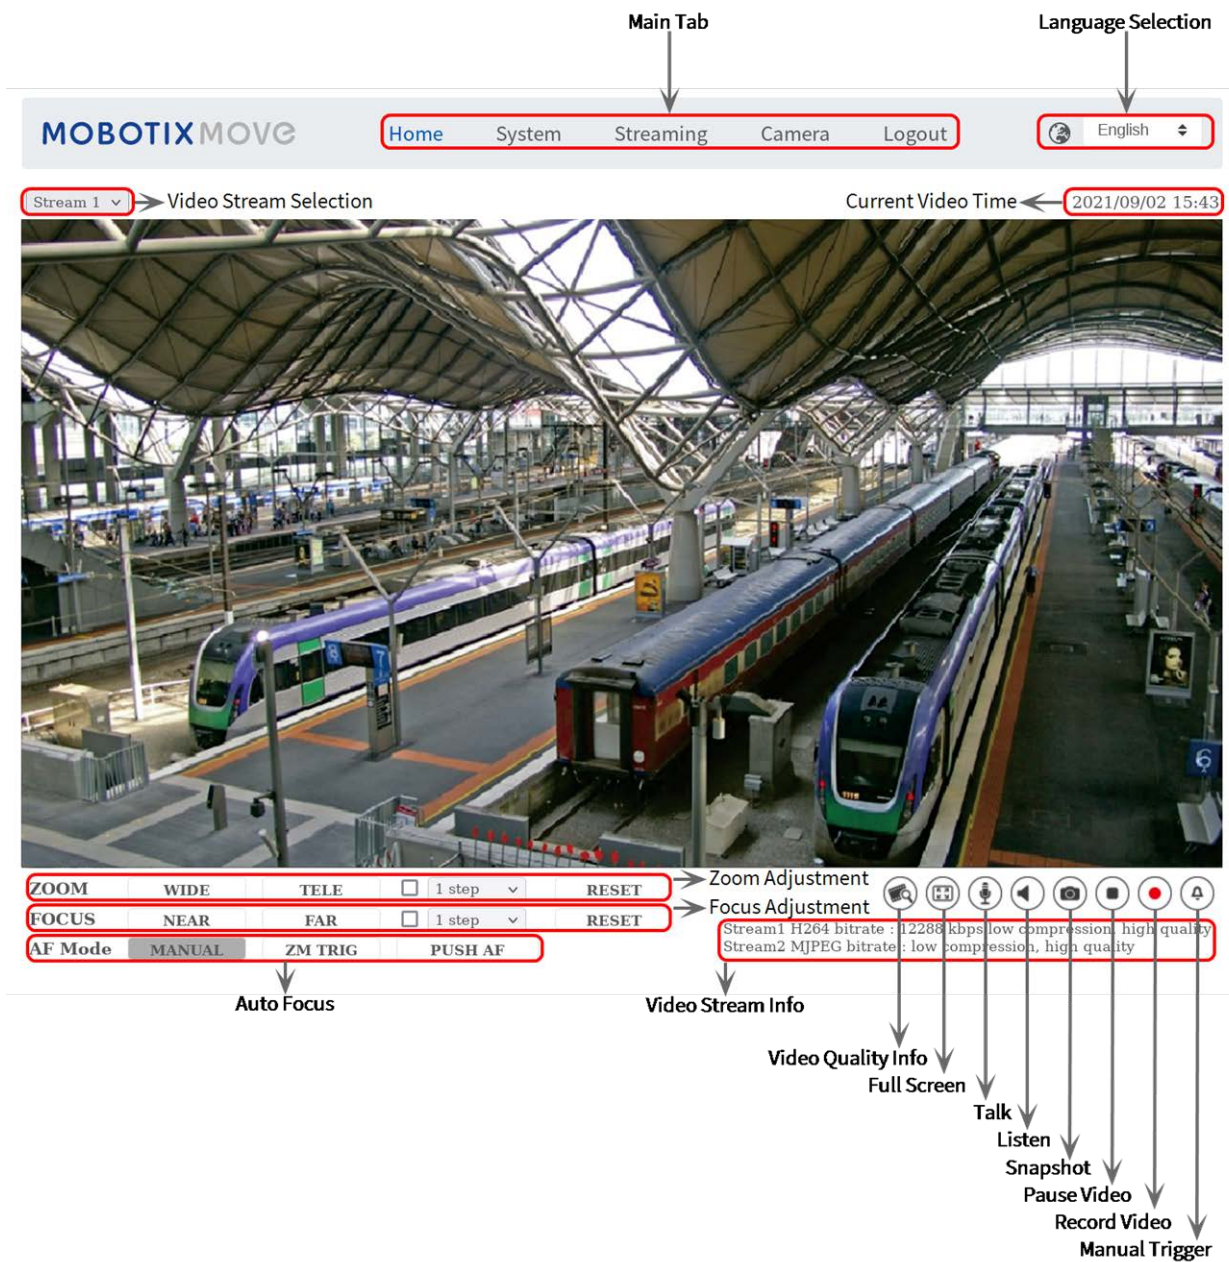 Main Tab Language Selection
MOBOTIX MOVE Home System Streaming Camera Logout English
Stream 1 Video Stream Selection Current Video Time 2021/09/02 15:43
8 7
6
1116
ZOOM WIDE TELE 1 step RESET Zoom Adjustment
FOCUS NEAR FAR 1 step RESET Focus Adjustment
Stream1 H264 bitrate : 12288 kbps low compression, high quality
AF Mode MANUAL ZM TRIG PUSH AF Stream2 MJPEG bitrate : low compression, high quality
Auto Focus Video Stream Info
Video Quality Info
Full Screen
Talk
Listen
Snapshot
Pause Video
Record Video
Manual Trigger